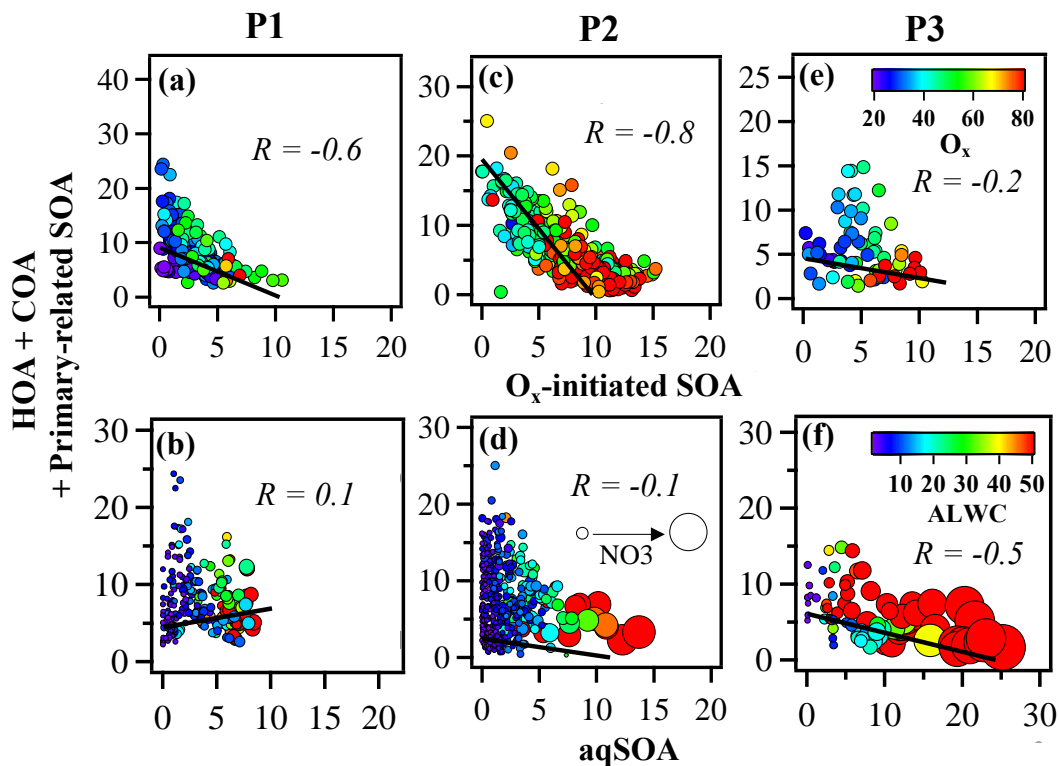 P1 P2 P3
HOA + COA
+ Primary-related SOA
(a)
R = -0.6
40
30
20
10
0
0 5 10 15 20
(c)
R = -0.8
30
20
10
0
0 5 10 15 20
(e)
20 40 60 80
Ox
R = -0.2
25
20
15
10
5
0
0 5 10 15 20
Ox-initiated SOA
(b)
R = 0.1
30
20
10
0
0 5 10 15 20
(d)
R = -0.1
NO3
30
20
10
0
0 5 10 15 20
(f)
10 20 30 40 50
ALWC
R = -0.5
30
20
10
0
0 10 20 30
aqSOA